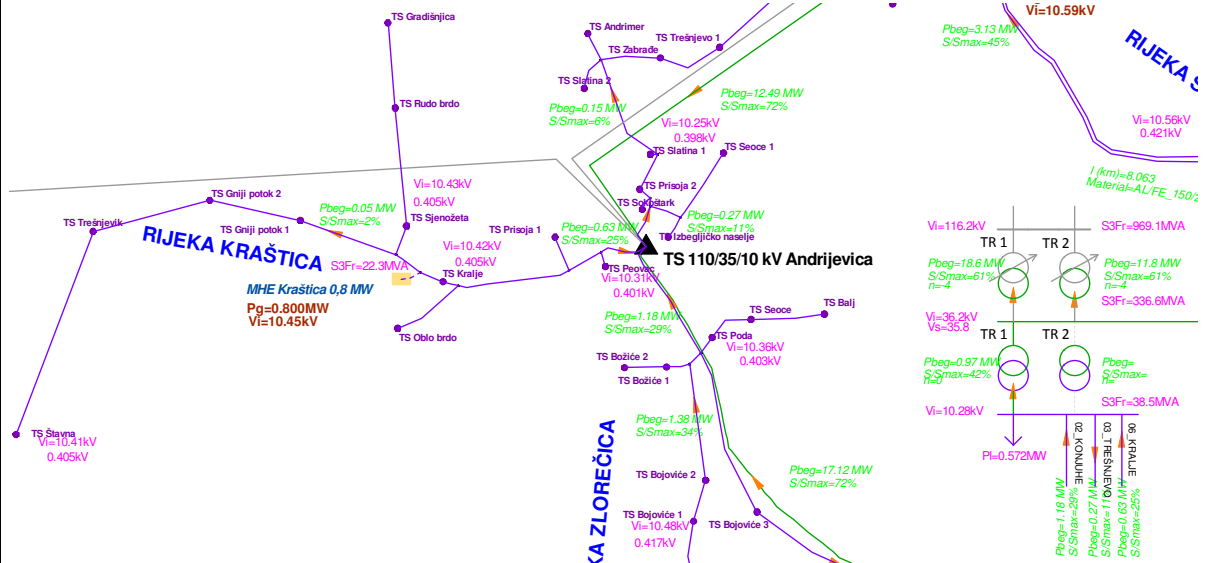 TS Gradišnjica
TS Andrimer
TS Trešnjevo 1
TS Zabrađe
Vi=10.59kV
Pbeg=3.13 MW
S/Smax=45%
RIJEKA S
TS Slatina 2
Pbeg=0.15 MW
S/Smax=6%
Pbeg=12.49 MW
S/Smax=72%
TS Rudo brdo
Vi=10.25kV
0.398kV
Vi=10.56kV
0.421kV
TS Slatina 1
TS Seoce 1
l (km)=8.063
Material=AL/FE_150/2
Vi=10.43kV
0.405kV
TS Prisoja 2
TS Gniji potok 2
TS Sokoštark
Pbeg=0.05 MW
S/Smax=2%
Pbeg=0.27 MW
S/Smax=11%
TS Trešnjevik
TS Gniji potok 1
TS Sjenožeta
Pbeg=0.63 MW
S/Smax=25%
TS Prisoja 1
TS Izbegličko naselje
RIJEKA KRAŠTICA
Vi=10.42kV
0.405kV
S3Fr=22.3MVA
TS Kralje
TS Peovac
Vi=10.31kV
0.401kV
TS 110/35/10 kV Andrijevica
MHE Kraštica 0,8 MW
Pg=0.800MW
Vi=10.45kV
Vi=116.2kV
S3Fr=969.1MVA
TR 1
TR 2
Pbeg=18.6 MW
S/Smax=61%
n=-4
Pbeg=11.8 MW
S/Smax=61%
n=-4
S3Fr=336.6MVA
Vi=36.2kV
Vs=35.8
TR 1
TR 2
Pbeg=0.97 MW
S/Smax=42%
n=0
Pbeg=
S/Smax=
n=
S3Fr=38.5MVA
Vi=10.28kV
Pl=0.572MW
02_KONJUHE
03_TREŠNJEVO
06_KRALJE
Pbeg=1.18 MW
S/Smax=29%
Pbeg=0.27 MW
S/Smax=11%
Pbeg=0.63 MW
S/Smax=25%
Pbeg=1.18 MW
S/Smax=29%
TS Seoce
TS Balj
TS Oblo brdo
TS Poda
Vi=10.36kV
0.403kV
TS Božiće 2
TS Božiće 1
Pbeg=1.38 MW
S/Smax=34%
TS Štavna
Vi=10.41kV
0.405kV
KA ZLOREČICA
TS Bojoviće 2
Pbeg=17.12 MW
S/Smax=72%
TS Bojoviće 1
Vi=10.48kV
0.417kV
TS Bojoviće 3